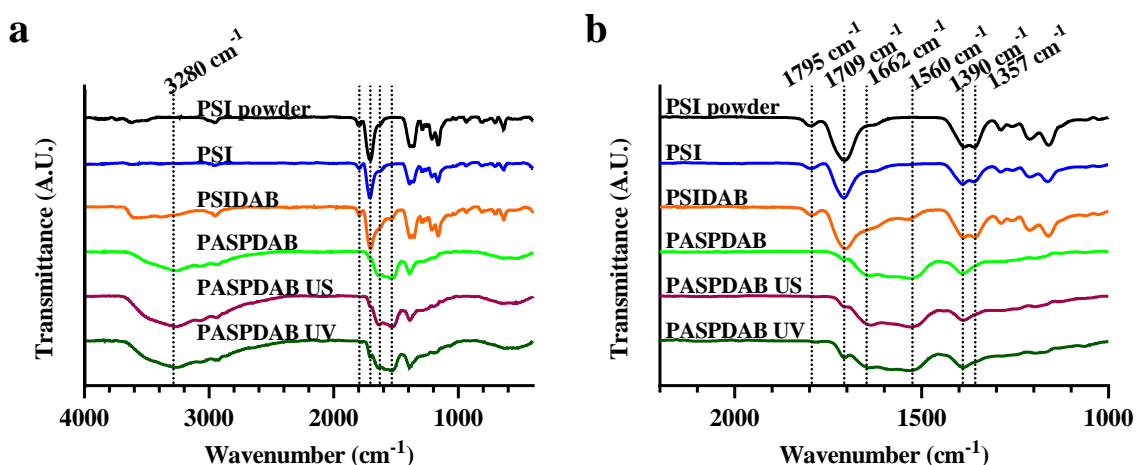 a
3280 cm-1
PSI powder
PSI
PSIDAB
PASPDAB
PASPDAB US
PASPDAB UV
Transmittance (A.U.)
4000 3000 2000 1000
Wavenumber (cm-1)
b
1795 cm-1
1709 cm-1
1662 cm-1
1560 cm-1
1390 cm-1
1357 cm-1
PSI powder
PSI
PSIDAB
PASPDAB
PASPDAB US
PASPDAB UV
Transmittance (A.U.)
2000 1500 1000
Wavenumber (cm-1)